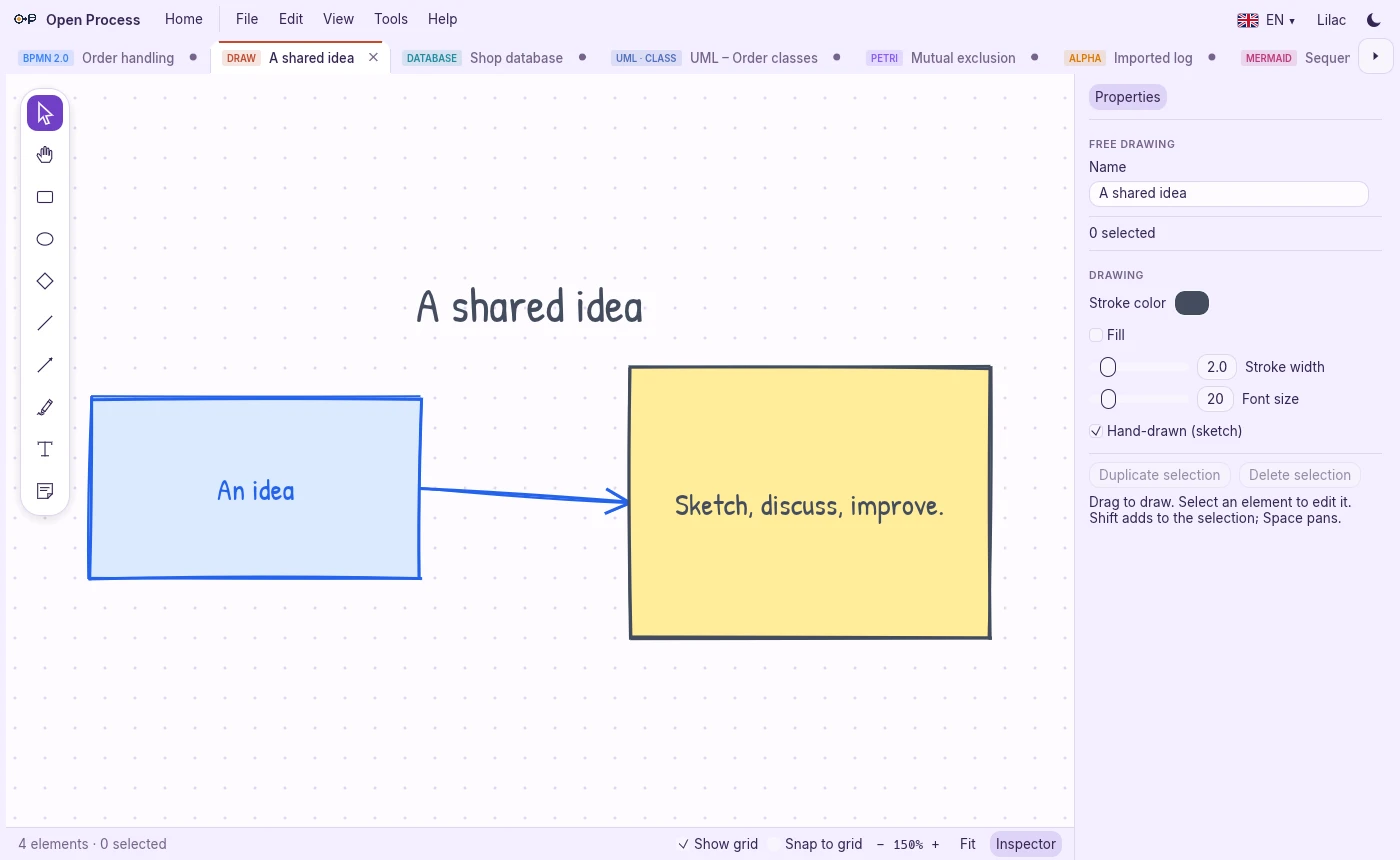 Open Process Home File Edit View Tools Help EN ▾ Lilac
BPMN 2.0 Order handling DRAW A shared idea DATABASE Shop database UML · CLASS UML – Order classes PETRI Mutual exclusion ALPHA Imported log MERMAID Sequer
Properties
FREE DRAWING
Name
A shared idea
0 selected
DRAWING
Stroke color
Fill
2.0 Stroke width
20 Font size
Hand-drawn (sketch)
Duplicate selection Delete selection
Drag to draw. Select an element to edit it.
Shift adds to the selection; Space pans.
A shared idea
An idea
Sketch, discuss, improve.
4 elements · 0 selected Show grid Snap to grid − 150% + Fit Inspector